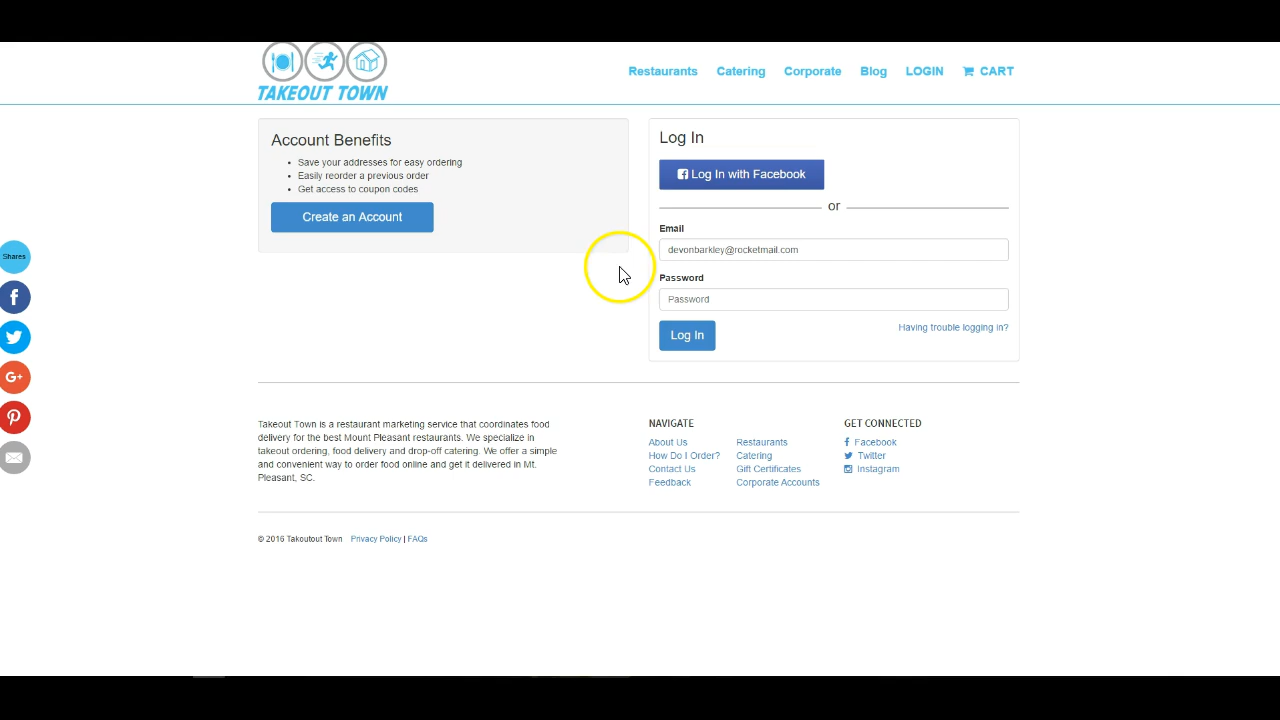 TAKEOUT TOWN
Restaurants Catering Corporate Blog LOGIN CART
Account Benefits
Save your addresses for easy ordering
Easily reorder a previous order
Get access to coupon codes
Create an Account
Log In
Log In with Facebook
or
Email
devonbarkley@rocketmail.com
Password
Password
Log In
Having trouble logging in?
Shares
G+
Takeout Town is a restaurant marketing service that coordinates food
delivery for the best Mount Pleasant restaurants. We specialize in
takeout ordering, food delivery and drop-off catering. We offer a simple
and convenient way to order food online and get it delivered in Mt.
Pleasant, SC.
NAVIGATE
About Us
How Do I Order?
Contact Us
Feedback
Restaurants
Catering
Gift Certificates
Corporate Accounts
GET CONNECTED
Facebook
Twitter
Instagram
© 2016 Takoutout Town Privacy Policy | FAQs